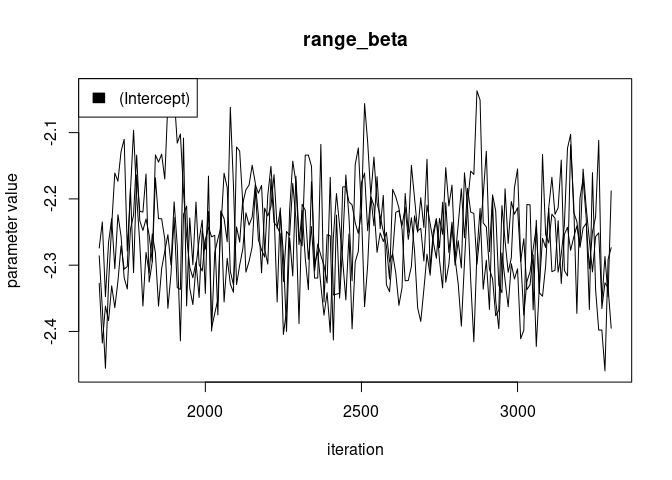 range_beta
(Intercept)
parameter value
-2.1
-2.2
-2.3
-2.4
2000
2500
3000
iteration